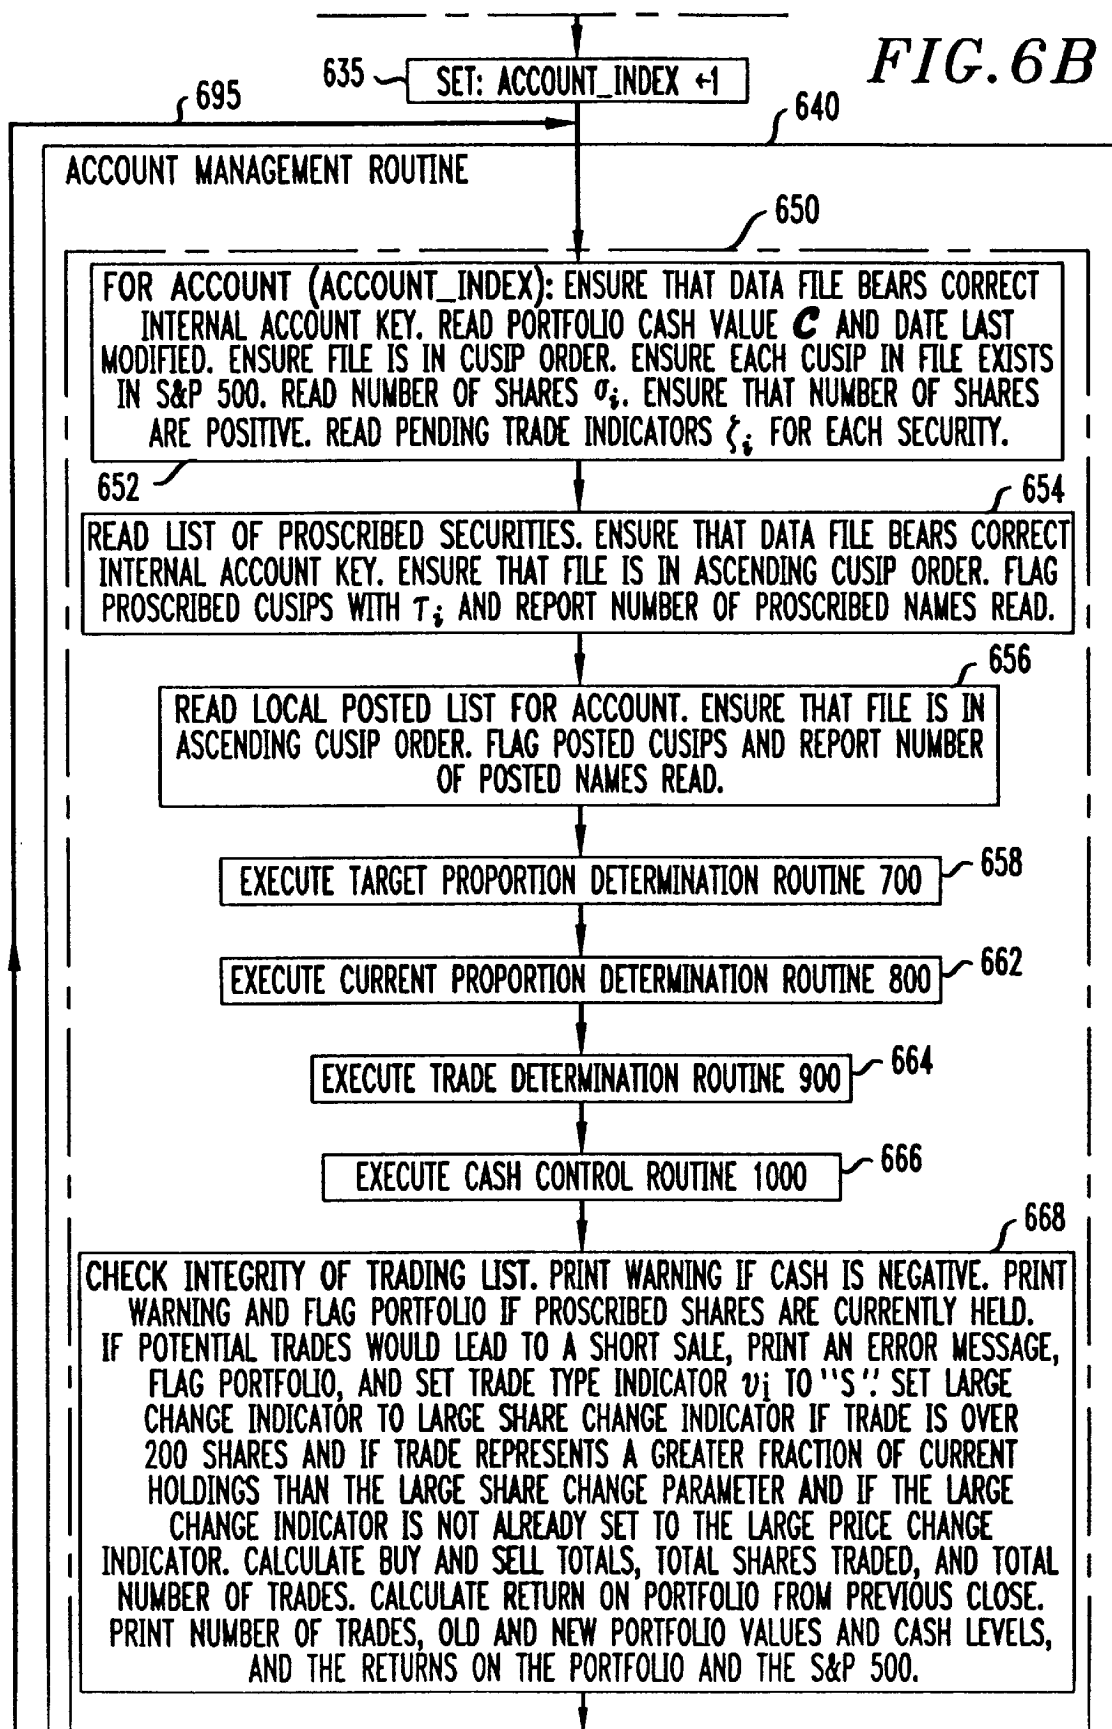 FIG. 6B
635
SET: ACCOUNT_INDEX ←1
695
640
ACCOUNT MANAGEMENT ROUTINE
650
FOR ACCOUNT (ACCOUNT_INDEX): ENSURE THAT DATA FILE BEARS CORRECT
INTERNAL ACCOUNT KEY. READ PORTFOLIO CASH VALUE C AND DATE LAST
MODIFIED. ENSURE FILE IS IN CUSIP ORDER. ENSURE EACH CUSIP IN FILE EXISTS
IN S&P 500. READ NUMBER OF SHARES σi. ENSURE THAT NUMBER OF SHARES
ARE POSITIVE. READ PENDING TRADE INDICATORS ζi FOR EACH SECURITY.
652
654
READ LIST OF PROSCRIBED SECURITIES. ENSURE THAT DATA FILE BEARS CORRECT
INTERNAL ACCOUNT KEY. ENSURE THAT FILE IS IN ASCENDING CUSIP ORDER. FLAG
PROSCRIBED CUSIPS WITH τi AND REPORT NUMBER OF PROSCRIBED NAMES READ.
656
READ LOCAL POSTED LIST FOR ACCOUNT. ENSURE THAT FILE IS IN
ASCENDING CUSIP ORDER. FLAG POSTED CUSIPS AND REPORT NUMBER
OF POSTED NAMES READ.
EXECUTE TARGET PROPORTION DETERMINATION ROUTINE 700
658
EXECUTE CURRENT PROPORTION DETERMINATION ROUTINE 800
662
EXECUTE TRADE DETERMINATION ROUTINE 900
664
EXECUTE CASH CONTROL ROUTINE 1000
666
668
CHECK INTEGRITY OF TRADING LIST. PRINT WARNING IF CASH IS NEGATIVE. PRINT
WARNING AND FLAG PORTFOLIO IF PROSCRIBED SHARES ARE CURRENTLY HELD.
IF POTENTIAL TRADES WOULD LEAD TO A SHORT SALE, PRINT AN ERROR MESSAGE,
FLAG PORTFOLIO, AND SET TRADE TYPE INDICATOR υi TO "S". SET LARGE
CHANGE INDICATOR TO LARGE SHARE CHANGE INDICATOR IF TRADE IS OVER
200 SHARES AND IF TRADE REPRESENTS A GREATER FRACTION OF CURRENT
HOLDINGS THAN THE LARGE SHARE CHANGE PARAMETER AND IF THE LARGE
CHANGE INDICATOR IS NOT ALREADY SET TO THE LARGE PRICE CHANGE
INDICATOR. CALCULATE BUY AND SELL TOTALS, TOTAL SHARES TRADED, AND TOTAL
NUMBER OF TRADES. CALCULATE RETURN ON PORTFOLIO FROM PREVIOUS CLOSE.
PRINT NUMBER OF TRADES, OLD AND NEW PORTFOLIO VALUES AND CASH LEVELS,
AND THE RETURNS ON THE PORTFOLIO AND THE S&P 500.